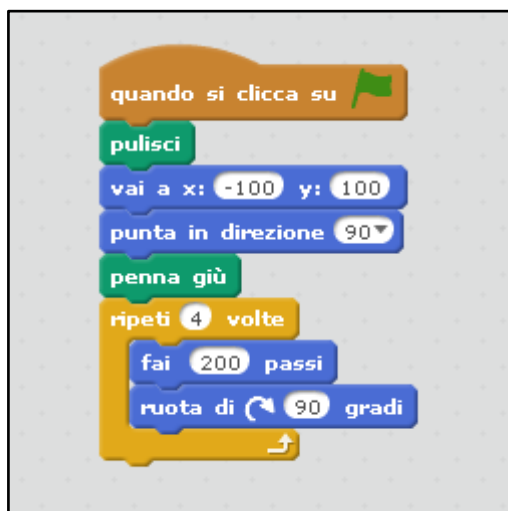 quando si clicca su
pulisci
vai a x: -100 y: 100
punta in direzione 90
penna giù
ripeti 4 volte
fai 200 passi
ruota di 90 gradi